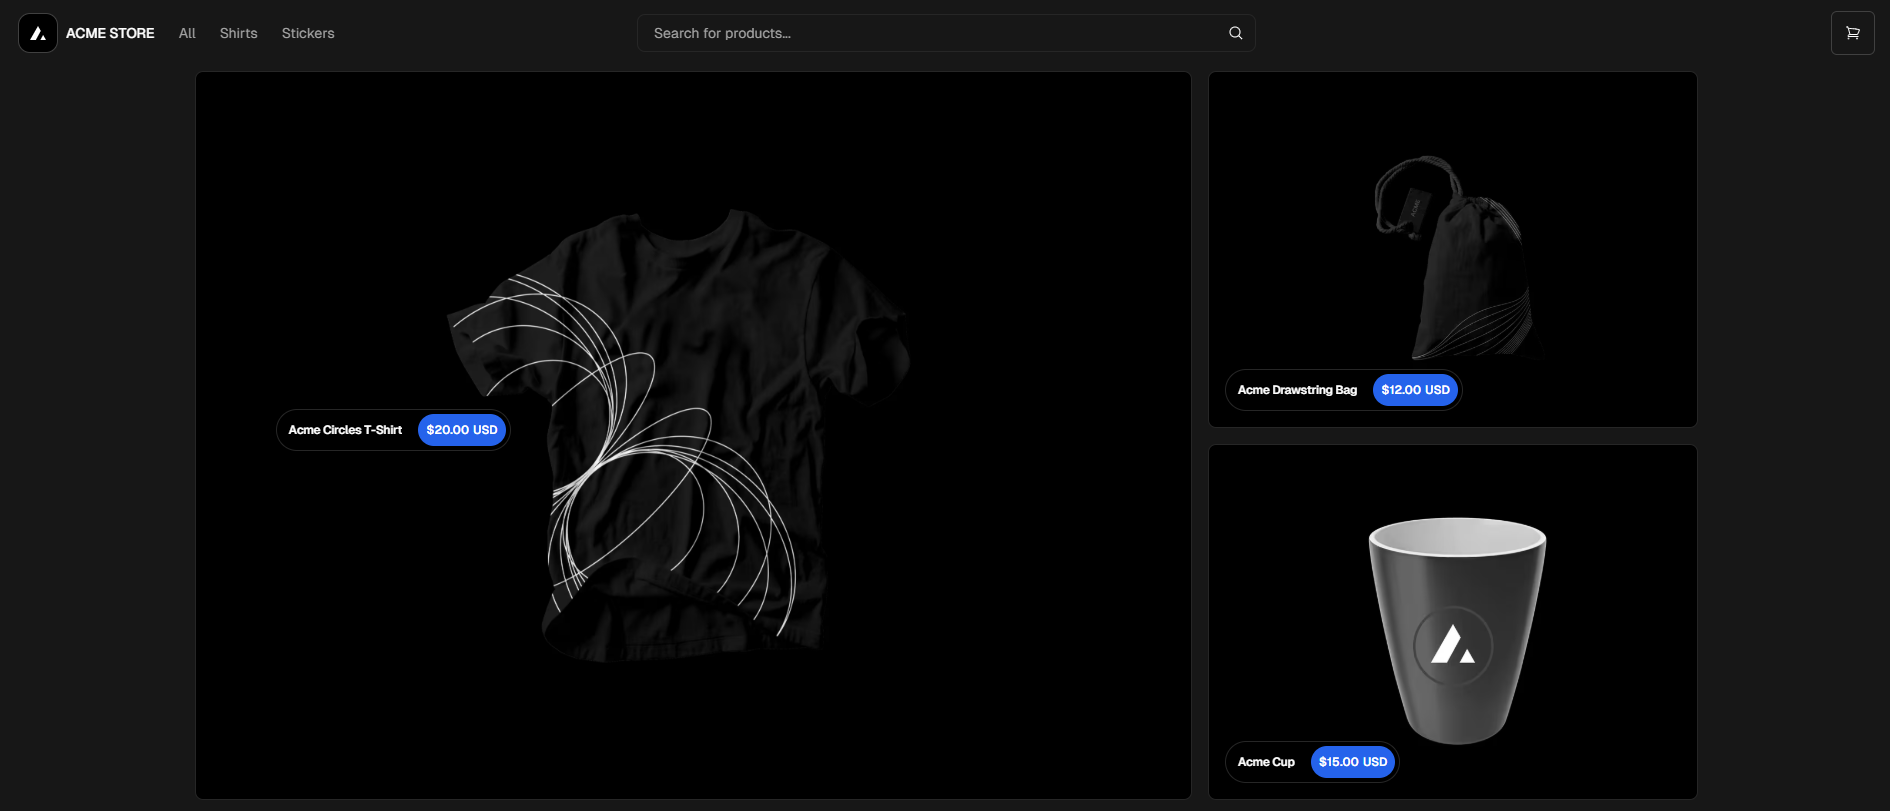 ACME STORE
All
Shirts
Stickers
Search for products...
Acme Circles T-Shirt
$20.00 USD
ACME
Acme Drawstring Bag
$12.00 USD
Acme Cup
$15.00 USD